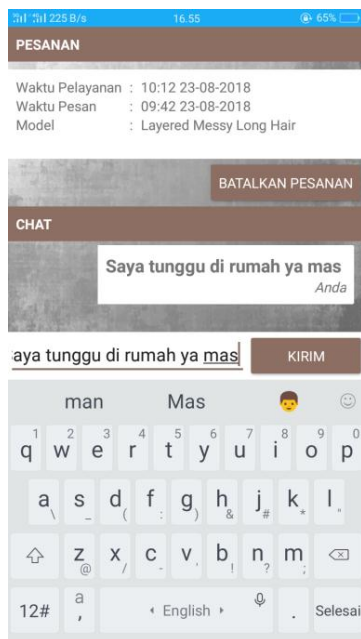 225 B/s 16.55 65%
PESANAN
Waktu Pelayanan : 10:12 23-08-2018
Waktu Pesan : 09:42 23-08-2018
Model : Layered Messy Long Hair
BATALKAN PESANAN
CHAT
Saya tunggu di rumah ya mas
Anda
aya tunggu di rumah ya mas KIRIM
man Mas
1 2 3 4 5 6 7 8 9 0
q w e r t y u i o p
a \ s _ d ( f : g ) h & j # k * l "
z @ x / c - v ' b ! n ? m ;
12# a , English . Selesai